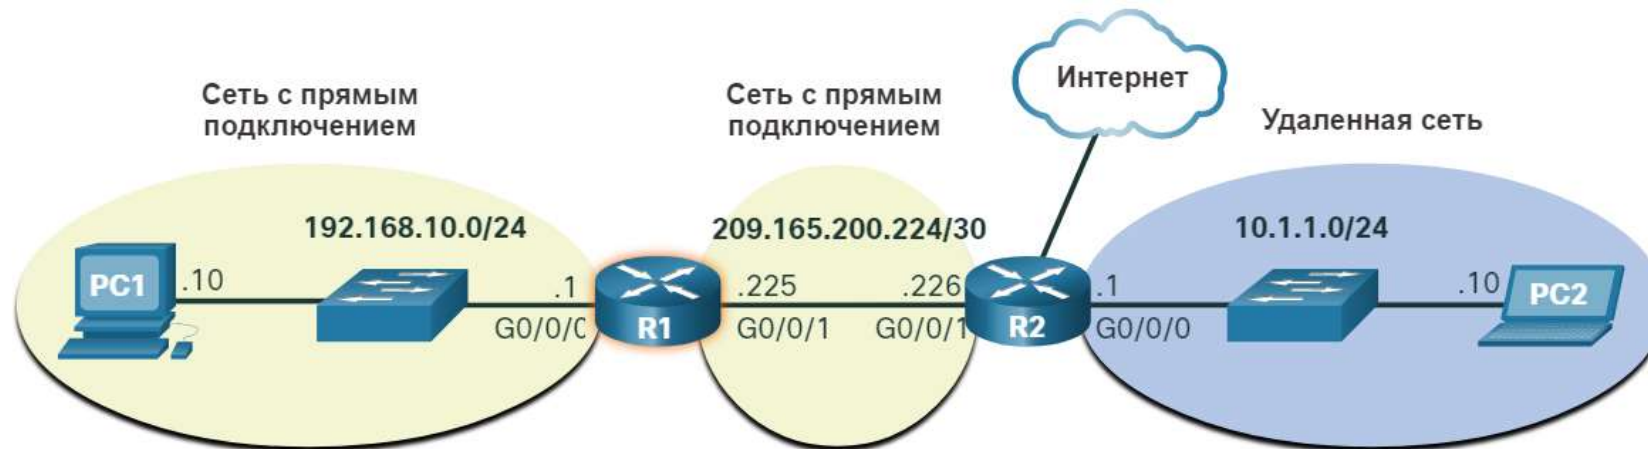 Интернет
Сеть с прямым
подключением
Сеть с прямым
подключением
Удаленная сеть
192.168.10.0/24
209.165.200.224/30
10.1.1.0/24
PC1
.10
.1
G0/0/0
R1
.225
G0/0/1
.226
G0/0/1
R2
.1
G0/0/0
.10
PC2